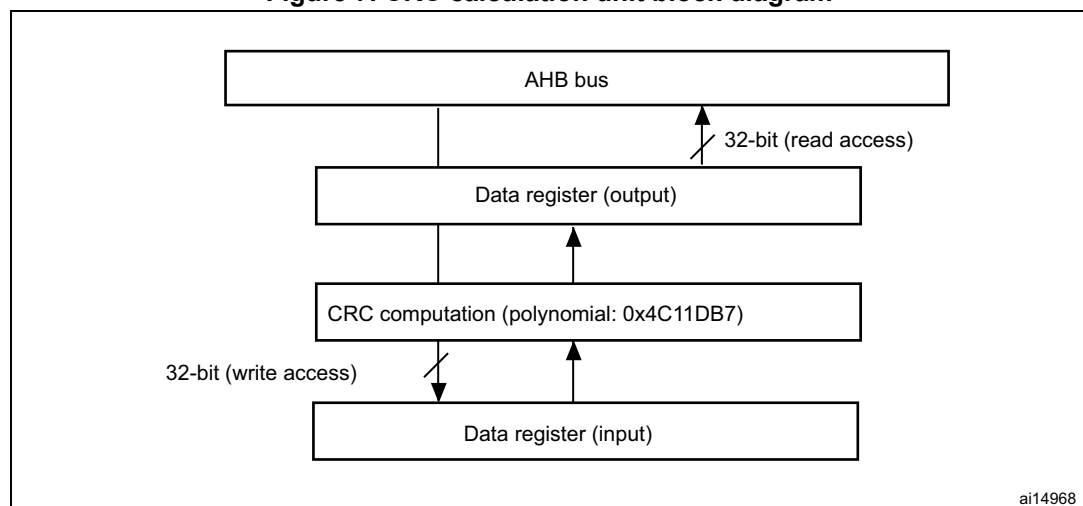 AHB bus
32-bit (read access)
Data register (output)
CRC computation (polynomial: 0x4C11DB7)
32-bit (write access)
Data register (input)
ai14968